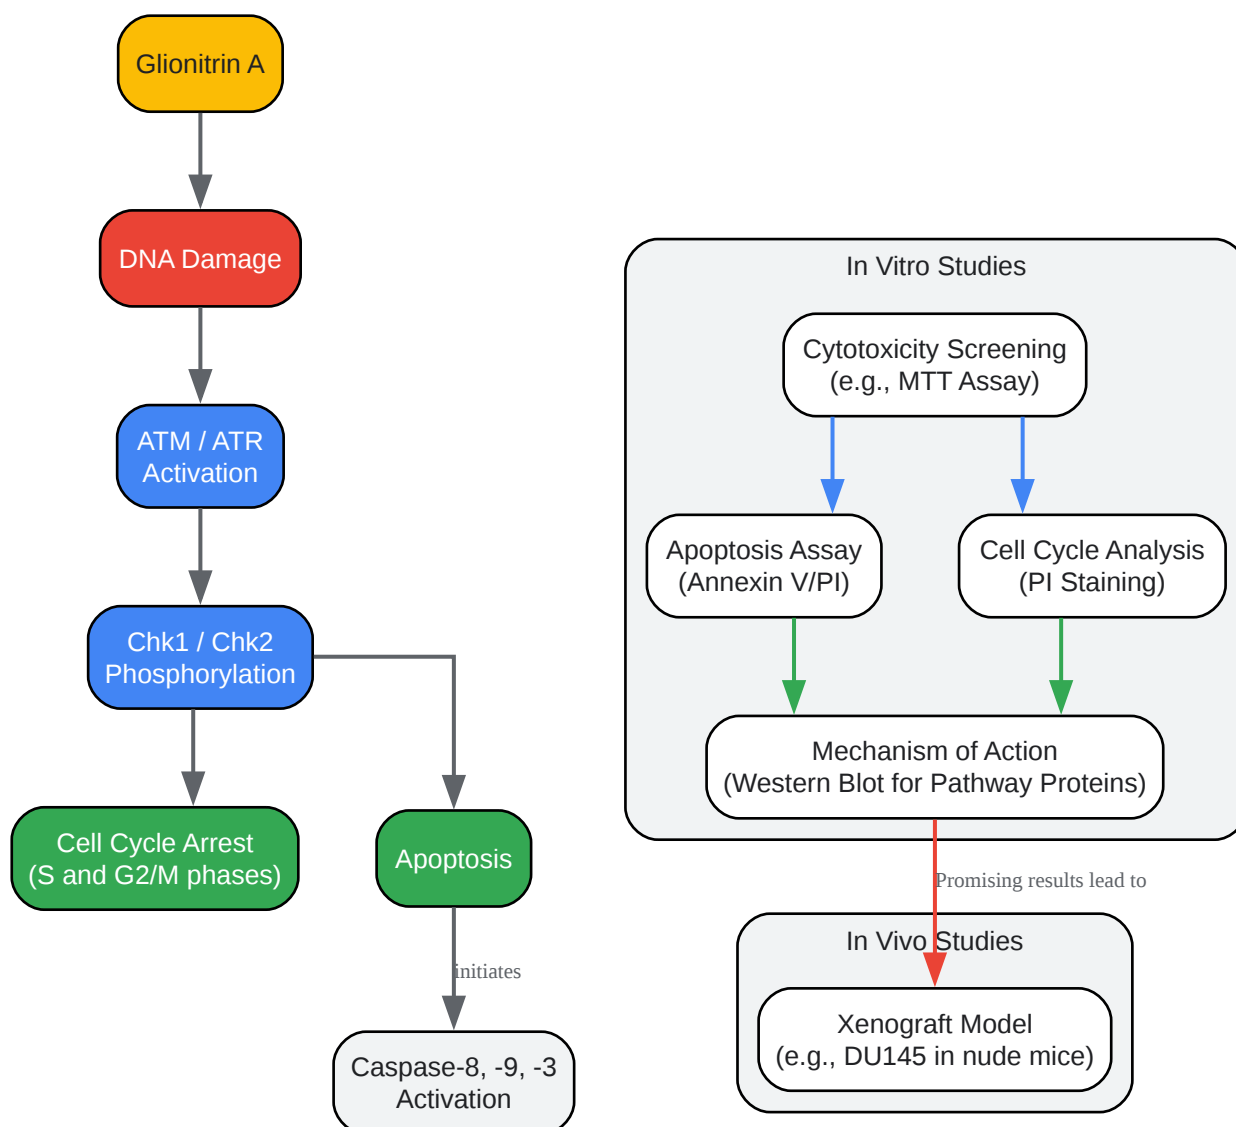 Glionitrin A
DNA Damage
ATM / ATR
Activation
Chk1 / Chk2
Phosphorylation
Cell Cycle Arrest
(S and G2/M phases)
Apoptosis
initiates
Caspase-8, -9, -3
Activation
In Vitro Studies
Cytotoxicity Screening
(e.g., MTT Assay)
Apoptosis Assay
(Annexin V/PI)
Cell Cycle Analysis
(PI Staining)
Mechanism of Action
(Western Blot for Pathway Proteins)
Promising results lead to
In Vivo Studies
Xenograft Model
(e.g., DU145 in nude mice)